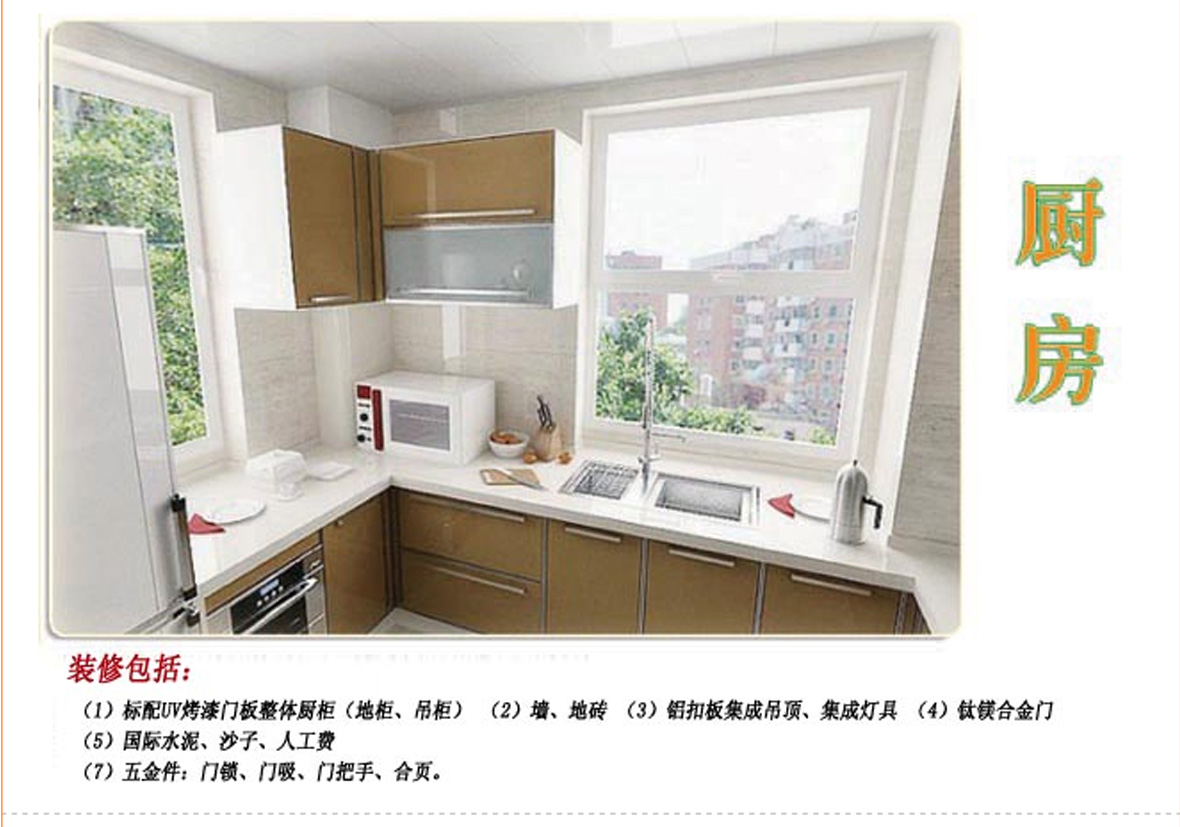 厨
房
装修包括：
（1）标配UV烤漆门板整体厨柜（地柜、吊柜） （2）墙、地砖 （3）铝扣板集成吊顶、集成灯具 （4）钛镁合金门
（5）国际水泥、沙子、人工费
（7）五金件：门锁、门吸、门把手、合页。